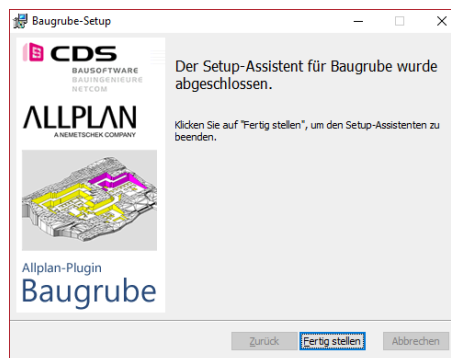 Baugrube-Setup
CDS
BAUSOFTWARE
BAUINGENIEURE
NETCOM
ALLPLAN
A NEMETSCHEK COMPANY
Allplan-Plugin
Baugrube
Der Setup-Assistent für Baugrube wurde
abgeschlossen.
Klicken Sie auf "Fertig stellen", um den Setup-Assistenten zu
beenden.
Zurück
Fertig stellen
Abbrechen